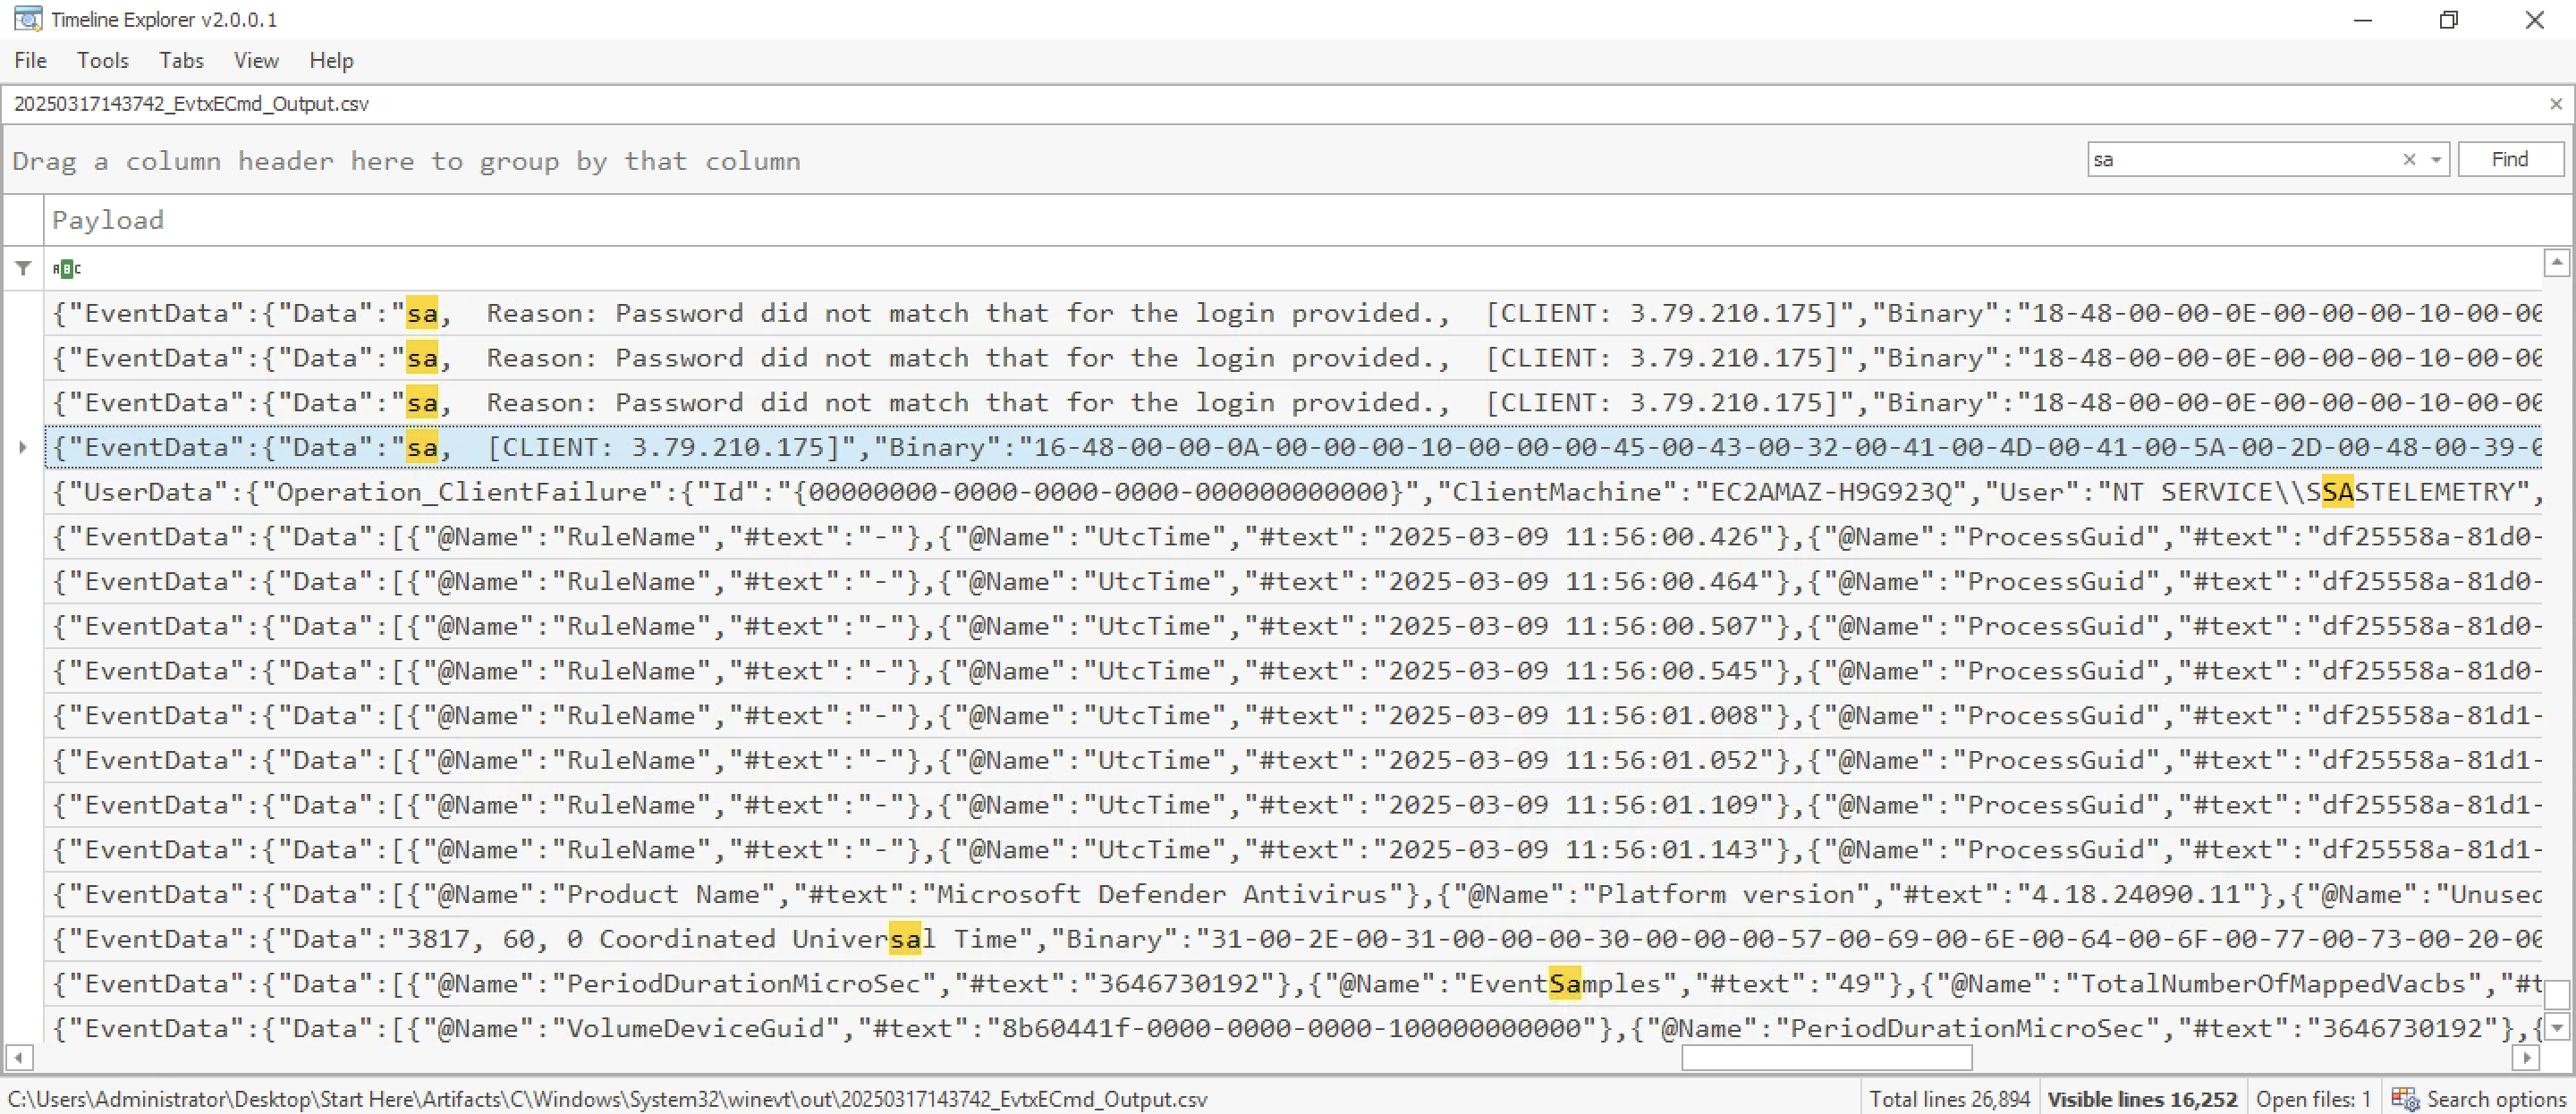 Timeline Explorer v2.0.0.1
File Tools Tabs View Help
20250317143742_EvtxECmd_Output.csv
Drag a column header here to group by that column
sa
Find
Payload
ABC
{"EventData":{"Data":"sa,  Reason: Password did not match that for the login provided.,  [CLIENT: 3.79.210.175]","Binary":"18-48-00-00-0E-00-00-00-10-00-00
{"EventData":{"Data":"sa,  Reason: Password did not match that for the login provided.,  [CLIENT: 3.79.210.175]","Binary":"18-48-00-00-0E-00-00-00-10-00-00
{"EventData":{"Data":"sa,  Reason: Password did not match that for the login provided.,  [CLIENT: 3.79.210.175]","Binary":"18-48-00-00-0E-00-00-00-10-00-00
{"EventData":{"Data":"sa,  [CLIENT: 3.79.210.175]","Binary":"16-48-00-00-0A-00-00-00-10-00-00-00-45-00-43-00-32-00-41-00-4D-00-41-00-5A-00-2D-00-48-00-39-0
{"UserData":{"Operation_ClientFailure":{"Id":"{00000000-0000-0000-0000-000000000000}","ClientMachine":"EC2AMAZ-H9G923Q","User":"NT SERVICE\\SSASTELEMETRY",
{"EventData":{"Data":[{"@Name":"RuleName","#text":"-"},{"@Name":"UtcTime","#text":"2025-03-09 11:56:00.426"},{"@Name":"ProcessGuid","#text":"df25558a-81d0-
{"EventData":{"Data":[{"@Name":"RuleName","#text":"-"},{"@Name":"UtcTime","#text":"2025-03-09 11:56:00.464"},{"@Name":"ProcessGuid","#text":"df25558a-81d0-
{"EventData":{"Data":[{"@Name":"RuleName","#text":"-"},{"@Name":"UtcTime","#text":"2025-03-09 11:56:00.507"},{"@Name":"ProcessGuid","#text":"df25558a-81d0-
{"EventData":{"Data":[{"@Name":"RuleName","#text":"-"},{"@Name":"UtcTime","#text":"2025-03-09 11:56:00.545"},{"@Name":"ProcessGuid","#text":"df25558a-81d0-
{"EventData":{"Data":[{"@Name":"RuleName","#text":"-"},{"@Name":"UtcTime","#text":"2025-03-09 11:56:01.008"},{"@Name":"ProcessGuid","#text":"df25558a-81d1-
{"EventData":{"Data":[{"@Name":"RuleName","#text":"-"},{"@Name":"UtcTime","#text":"2025-03-09 11:56:01.052"},{"@Name":"ProcessGuid","#text":"df25558a-81d1-
{"EventData":{"Data":[{"@Name":"RuleName","#text":"-"},{"@Name":"UtcTime","#text":"2025-03-09 11:56:01.109"},{"@Name":"ProcessGuid","#text":"df25558a-81d1-
{"EventData":{"Data":[{"@Name":"RuleName","#text":"-"},{"@Name":"UtcTime","#text":"2025-03-09 11:56:01.143"},{"@Name":"ProcessGuid","#text":"df25558a-81d1-
{"EventData":{"Data":[{"@Name":"Product Name","#text":"Microsoft Defender Antivirus"},{"@Name":"Platform version","#text":"4.18.24090.11"},{"@Name":"Unused
{"EventData":{"Data":"3817, 60, 0 Coordinated Universal Time","Binary":"31-00-2E-00-31-00-00-00-30-00-00-00-57-00-69-00-6E-00-64-00-6F-00-77-00-73-00-20-00
{"EventData":{"Data":[{"@Name":"PeriodDurationMicroSec","#text":"3646730192"},{"@Name":"EventSamples","#text":"49"},{"@Name":"TotalNumberOfMappedVacbs","#t
{"EventData":{"Data":[{"@Name":"VolumeDeviceGuid","#text":"8b60441f-0000-0000-0000-100000000000"},{"@Name":"PeriodDurationMicroSec","#text":"3646730192"},{
C:\Users\Administrator\Desktop\Start Here\Artifacts\C\Windows\System32\winevt\out\20250317143742_EvtxECmd_Output.csv
Total lines 26,894 Visible lines 16,252 Open files: 1 Search options